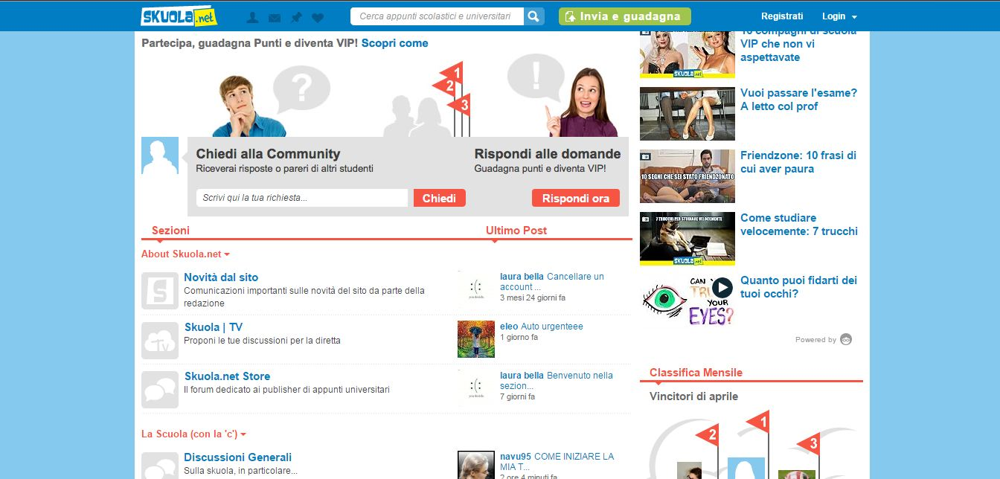 SKUOLA.net
Cerca appunti scolastici e universitari
Invia e guadagna
Registrati
Login
Partecipa, guadagna Punti e diventa VIP! Scopri come
?
1
2
3
!
Chiedi alla Community
Riceverai risposte o pareri di altri studenti
Scrivi qui la tua richiesta...
Chiedi
Rispondi alle domande
Guadagna punti e diventa VIP!
Rispondi ora
Sezioni
Ultimo Post
About Skuola.net
S
Novità dal sito
Comunicazioni importanti sulle novità del sito da parte della
redazione
:(:
laura bella Cancellare un
account ...
3 mesi 24 giorni fa
TV
Skuola | TV
Proponi le tue discussioni per la diretta
eleo Auto urgenteee
1 giorno fa
Skuola.net Store
Il forum dedicato ai publisher di appunti universitari
:(:
laura bella Benvenuto nella
sezion...
7 giorni fa
La Scuola (con la 'c')
Discussioni Generali
Sulla skuola, in particolare...
navu95 COME INIZIARE LA
MIA T...
2 ore 4 minuti fa
10 compagni di scuola
VIP che non vi
aspettavate
SKUOLA.net
Vuoi passare l'esame?
A letto col prof
10 SEGNI CHE SEI STATO FRIENDZONATO
Friendzone: 10 frasi di
cui aver paura
7 TRUCCHI PER STUDIARE VELOCEMENTE
SKUOLA.net
Come studiare
velocemente: 7 trucchi
CAN YOU
TRUST
YOUR
EYES?
Quanto puoi fidarti dei
tuoi occhi?
Powered by
Classifica Mensile
Vincitori di aprile
1
2
3